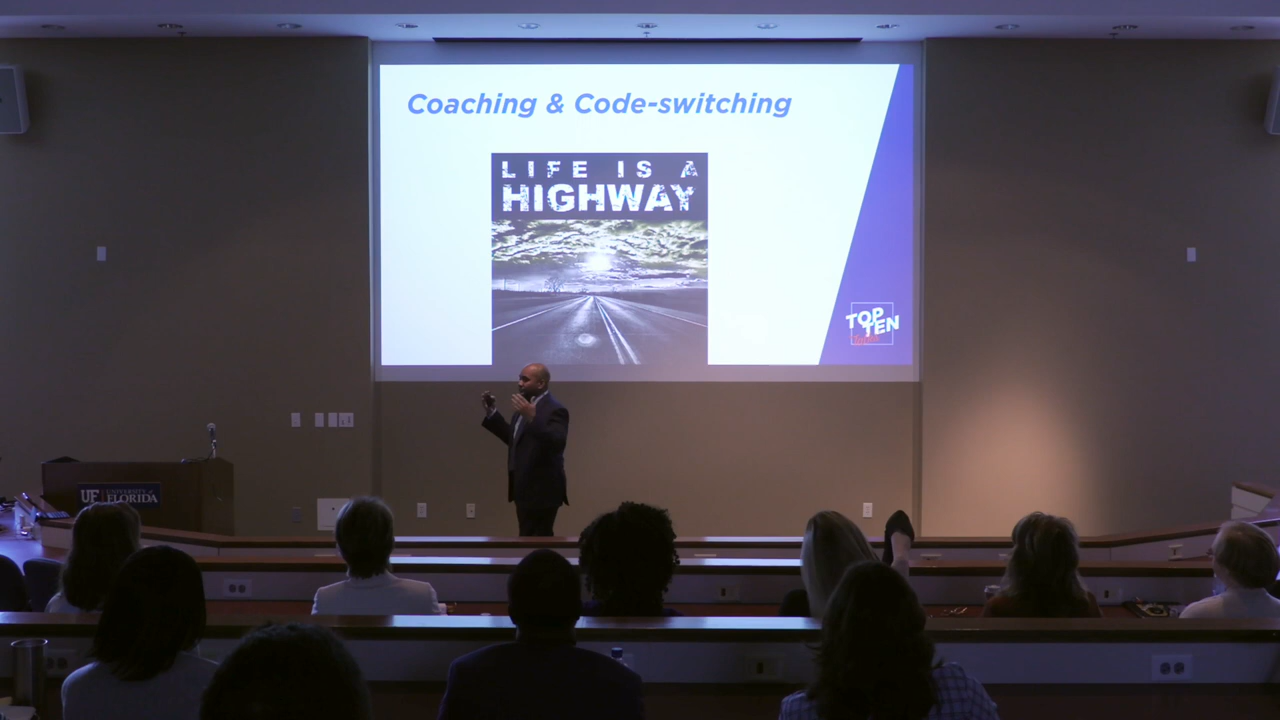 Coaching & Code-switching
LIFE IS A
HIGHWAY
TOP
TEN
UF UNIVERSITY of
FLORIDA